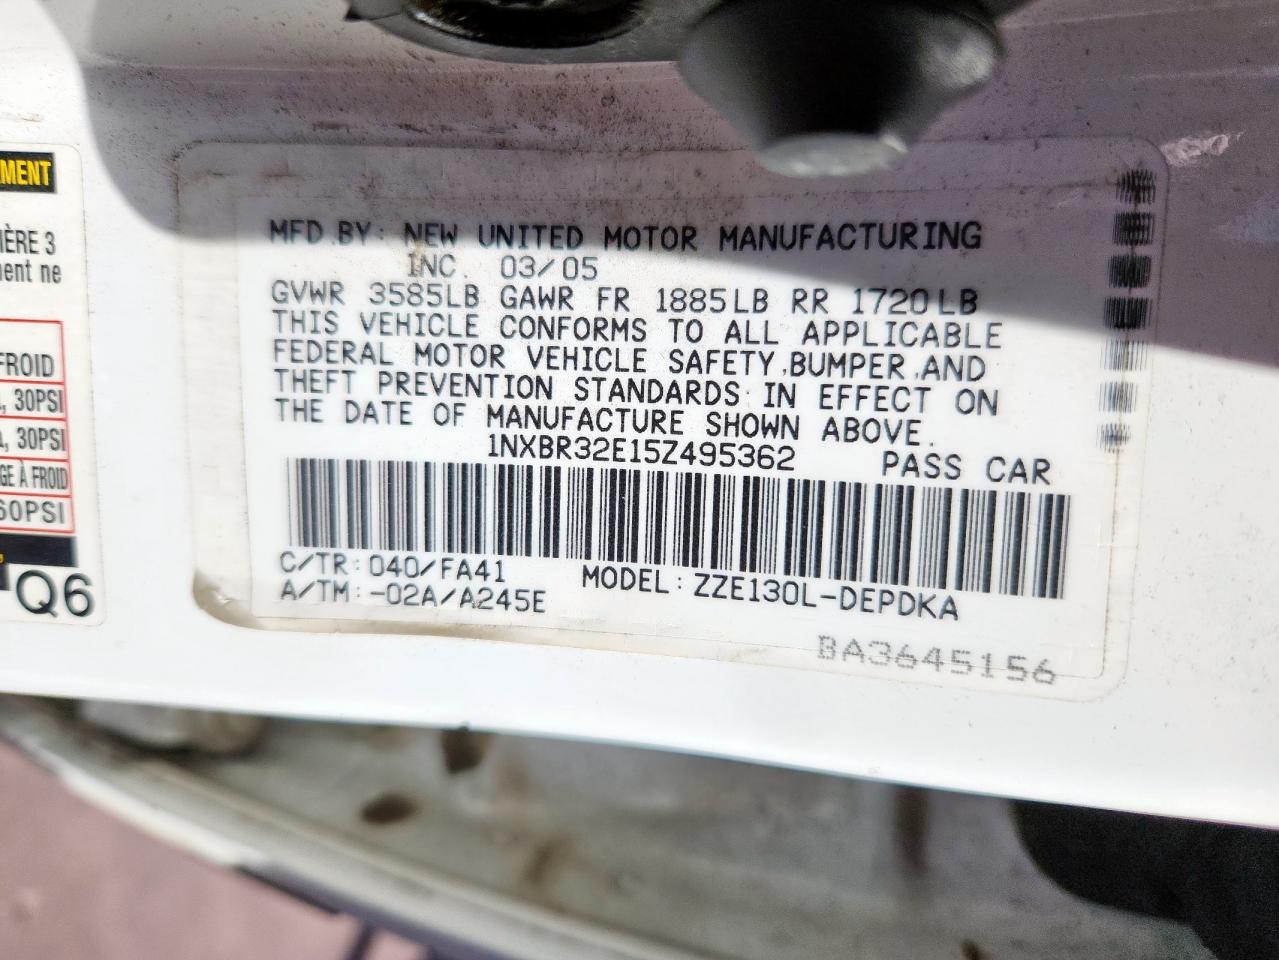 MENT
IÈRE 3
ent ne
FROID
30PSI
30PSI
GE À FROID
60PSI
Q6
MFD.BY: NEW UNITED MOTOR MANUFACTURING
INC. 03/05
GVWR 3585LB GAWR FR 1885LB RR 1720LB
THIS VEHICLE CONFORMS TO ALL APPLICABLE
FEDERAL MOTOR VEHICLE SAFETY,BUMPER,AND
THEFT PREVENTION STANDARDS IN EFFECT ON
THE DATE OF MANUFACTURE SHOWN ABOVE.
1NXBR32E15Z495362 PASS CAR
C/TR:040/FA41 MODEL:ZZE130L-DEPDKA
A/TM:-02A/A245E
BA3645156